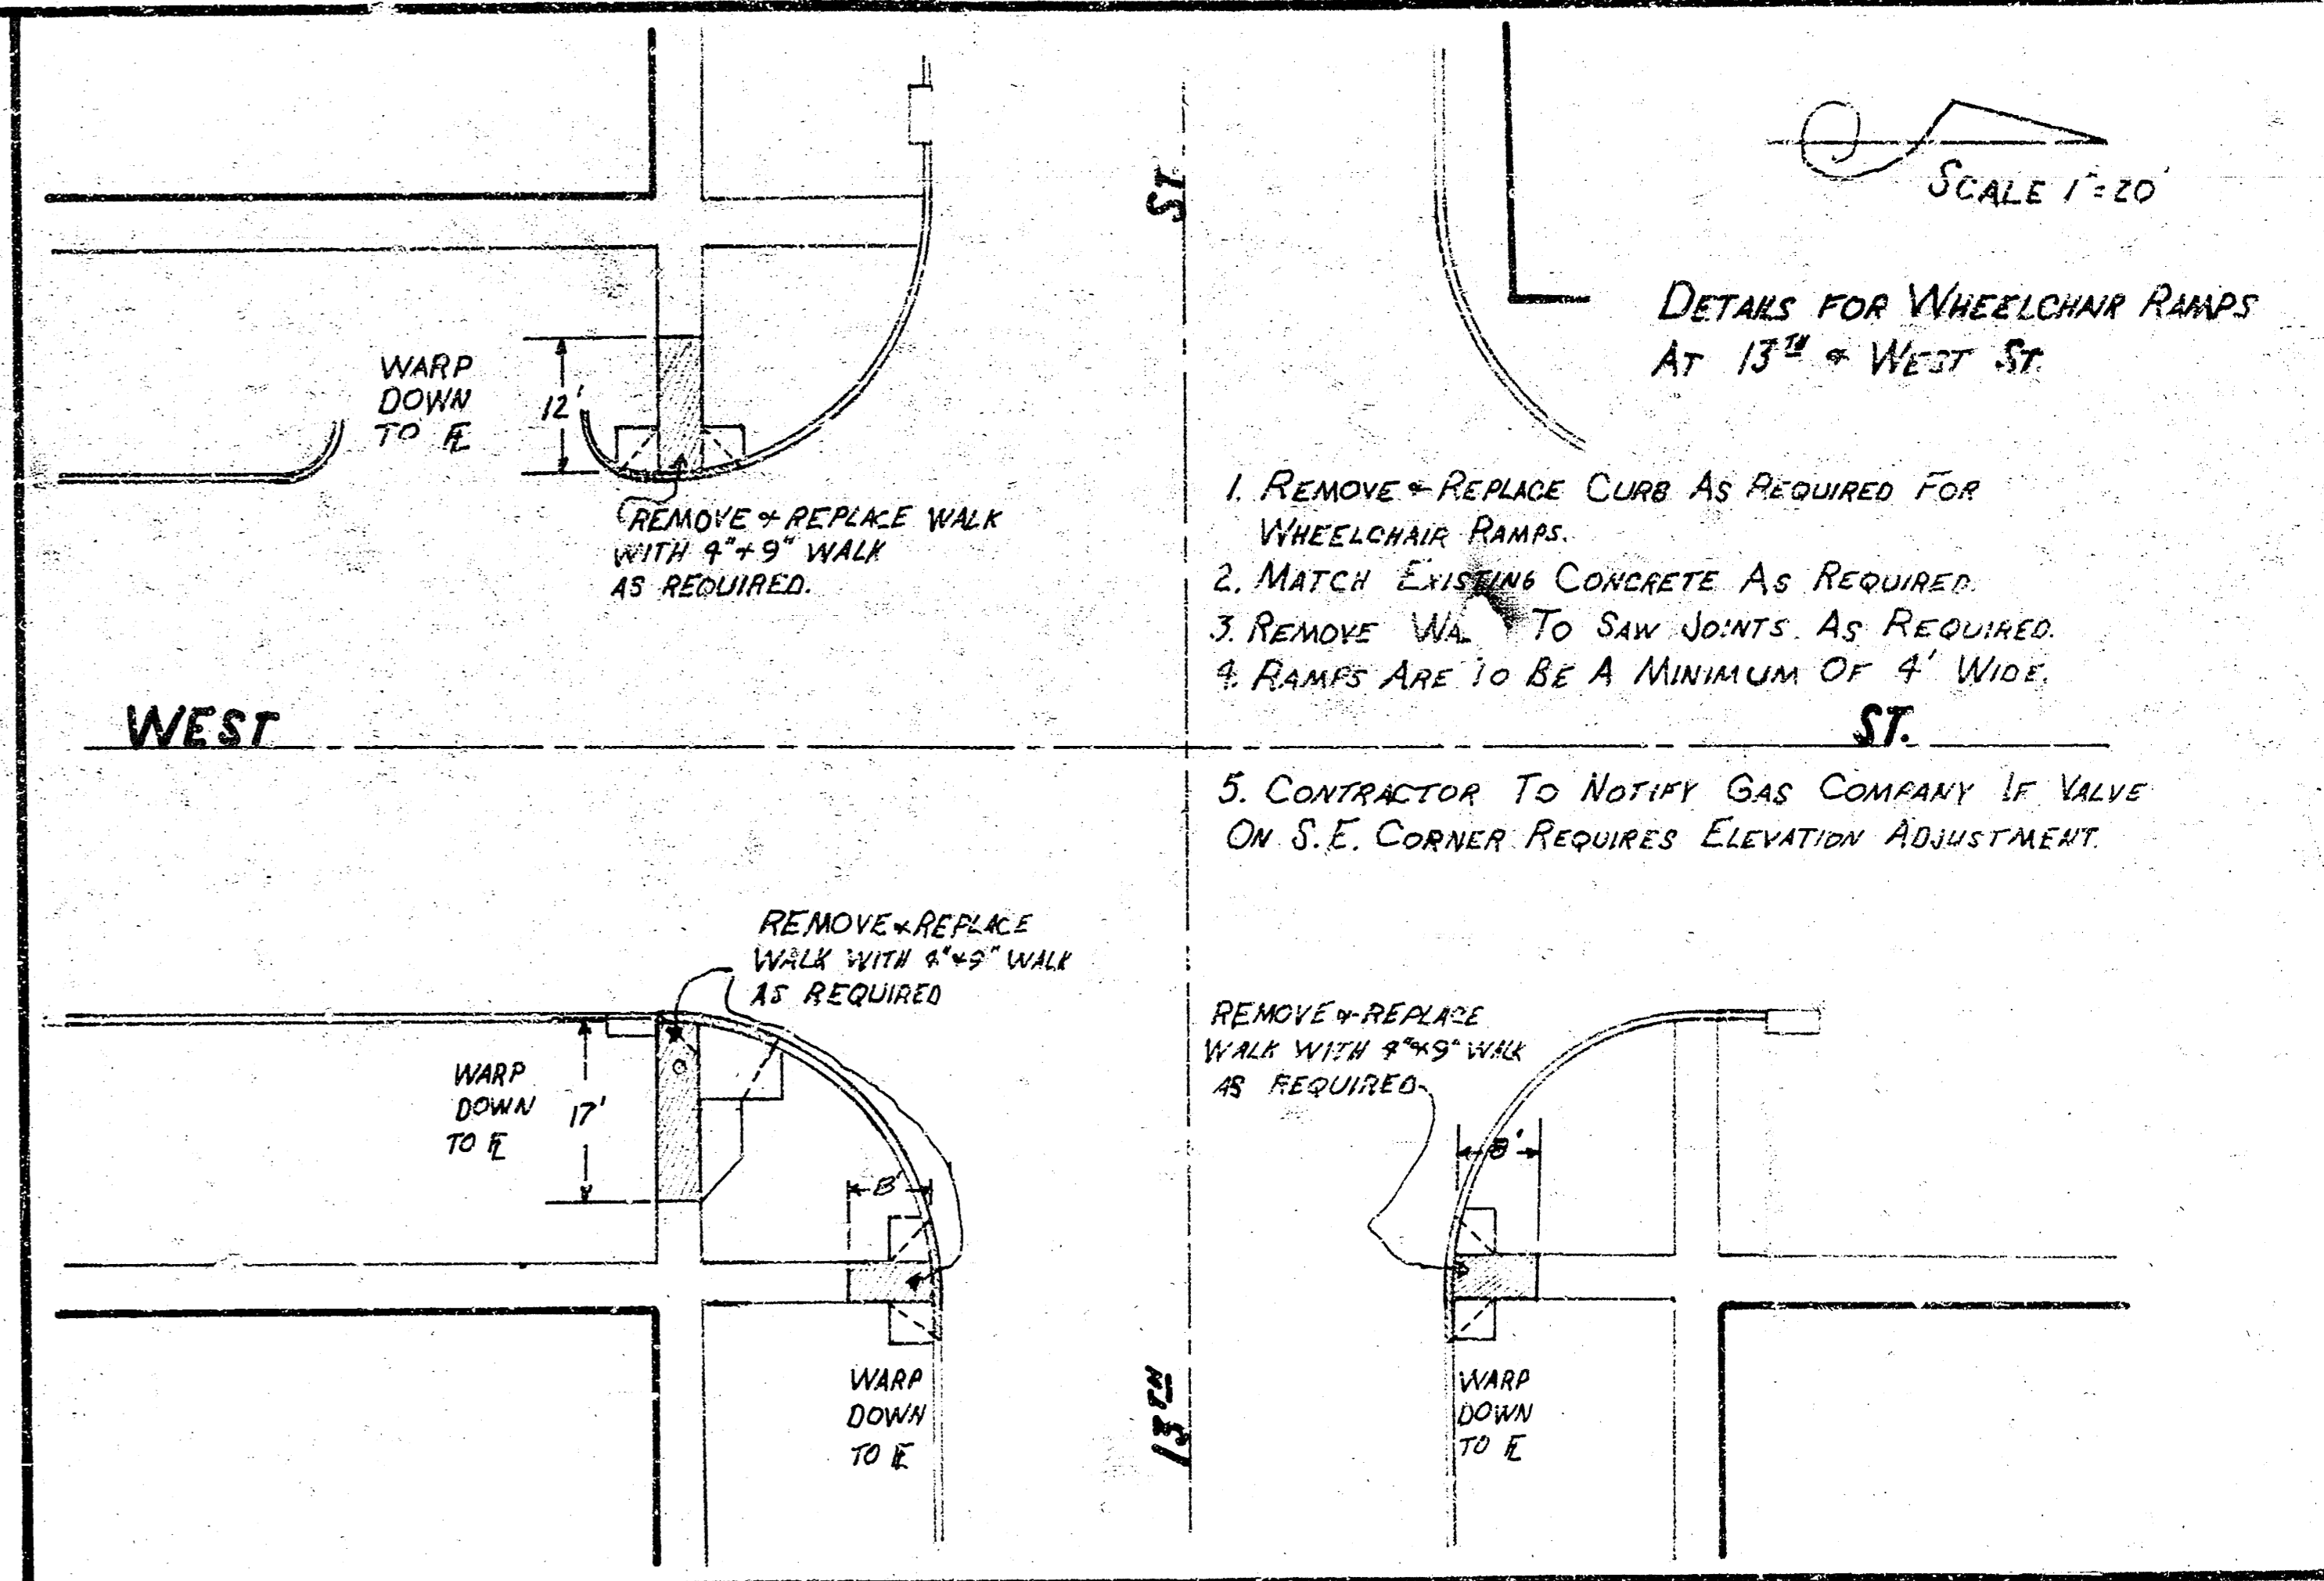 ST
SCALE 1"=20'
DETAILS FOR WHEELCHAIR RAMPS
AT 13TH & WEST ST.
WARP
DOWN
TO FL
12'
REMOVE & REPLACE WALK
WITH 4"+9" WALK
AS REQUIRED.
1. REMOVE & REPLACE CURB AS REQUIRED FOR
WHEELCHAIR RAMPS.
2. MATCH EXISTING CONCRETE AS REQUIRED.
3. REMOVE TO SAW JOINTS AS REQUIRED.
4. RAMPS ARE TO BE A MINIMUM OF 4' WIDE.
WEST ST.
5. CONTRACTOR TO NOTIFY GAS COMPANY IF VALVE
ON S.E. CORNER REQUIRES ELEVATION ADJUSTMENT.
REMOVE & REPLACE
WALK WITH 4"+9" WALK
AS REQUIRED
WARP
DOWN
TO FL
17'
8'
REMOVE & REPLACE
WALK WITH 4"+9" WALK
AS REQUIRED
8'
WARP
DOWN
TO FL
13TH
WARP
DOWN
TO FL